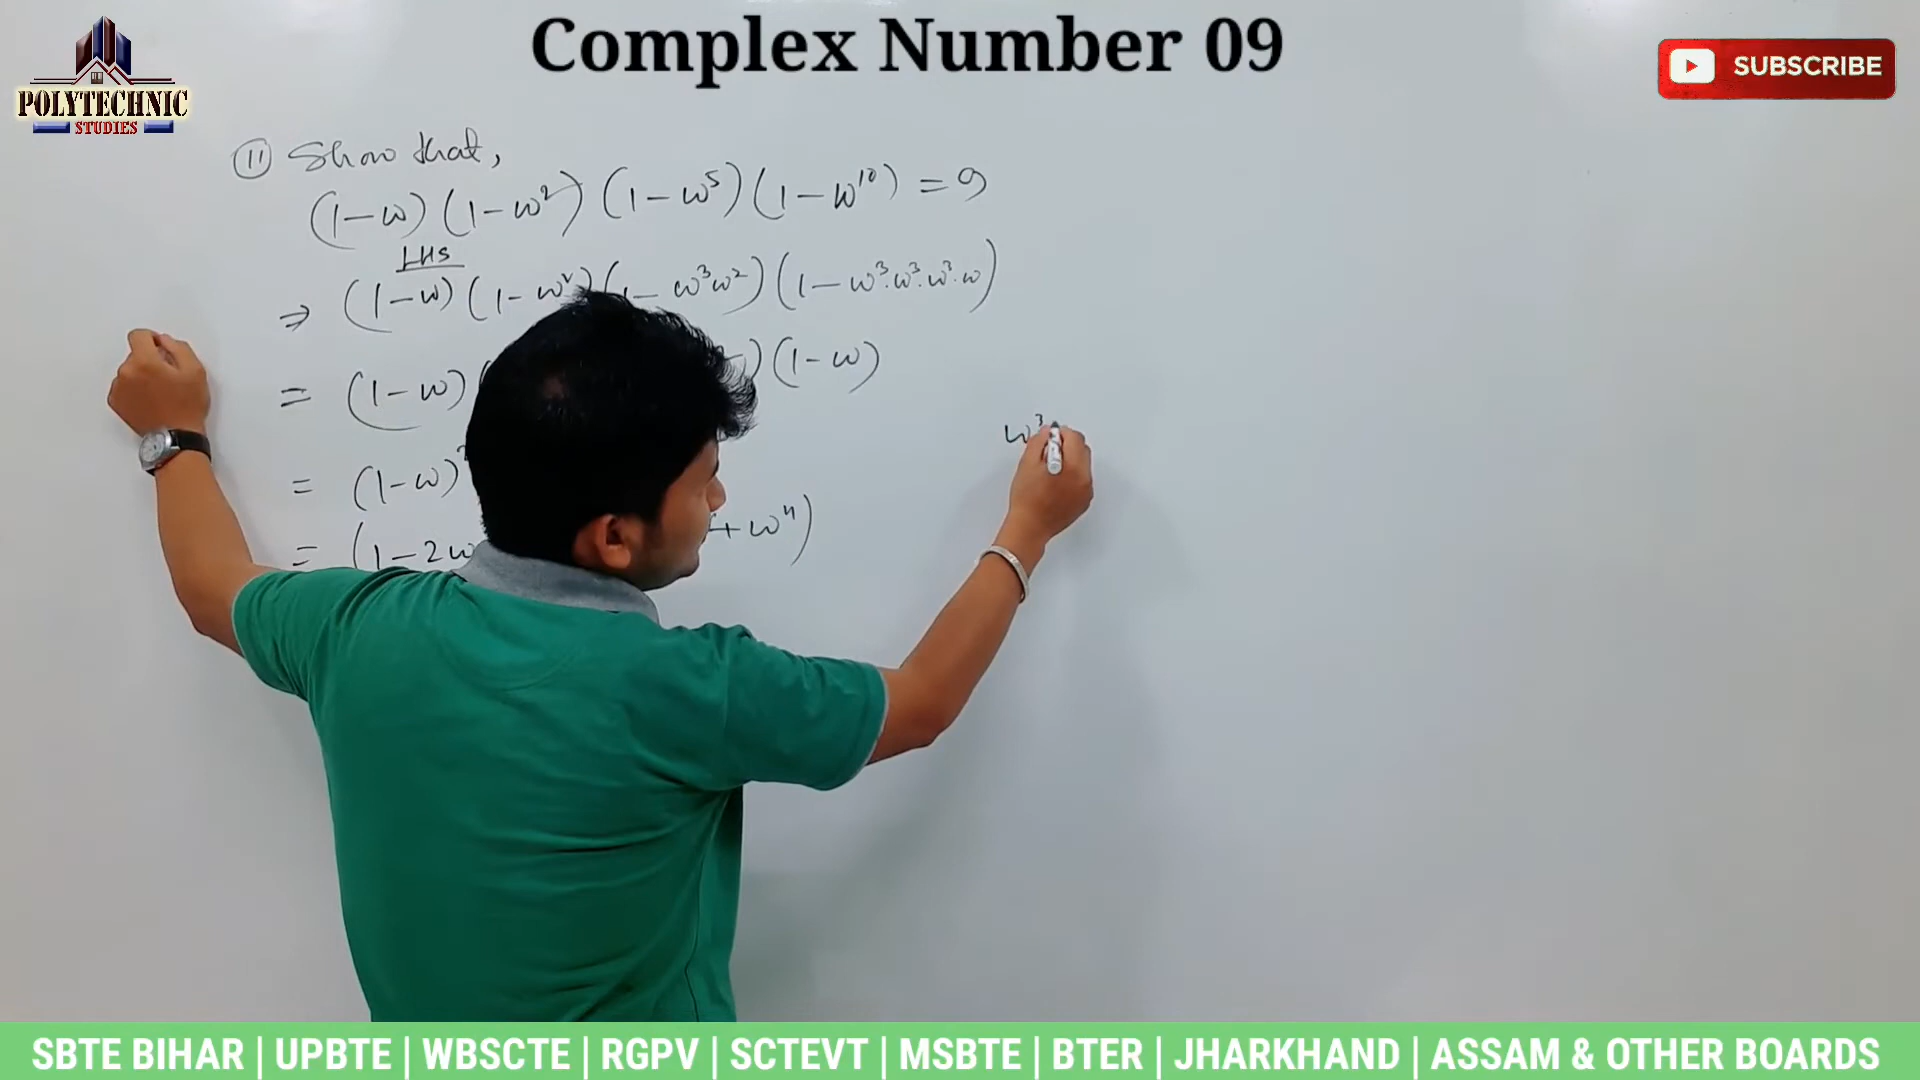 Complex Number 09
POLYTECHNIC
STUDIES
SUBSCRIBE
(11) Show that,
(1-ω)(1-ω²)(1-ω⁵)(1-ω¹⁰) = 9
LHS
⇒ (1-ω)(1-ω²)(1-ω³ω²)(1-ω³.ω³.ω³.ω)
= (1-ω) )(1-ω)
= (1-ω)²
= (1-2ω +ω⁴)
ω³
SBTE BIHAR | UPBTE | WBSCTE | RGPV | SCTEVT | MSBTE | BTER | JHARKHAND | ASSAM & OTHER BOARDS